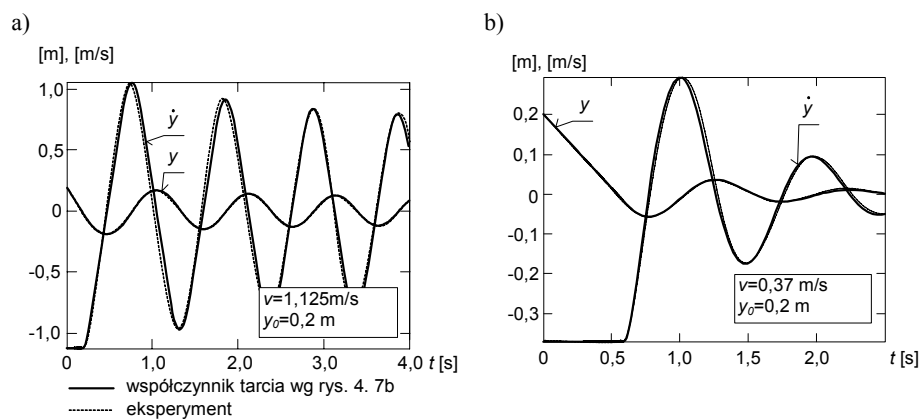 a)
[m], [m/s]
1,0
0,5
0
-0,5
-1,0
ẏ
y
v=1,125m/s
y₀=0,2 m
0 1,0 2,0 3,0 4,0 t [s]
współczynnik tarcia wg rys. 4. 7b
eksperyment
b)
[m], [m/s]
0,2
0,1
0
-0,1
-0,2
-0,3
y
ẏ
v=0,37 m/s
y₀=0,2 m
0 0,5 1,0 1,5 2,0 t [s]